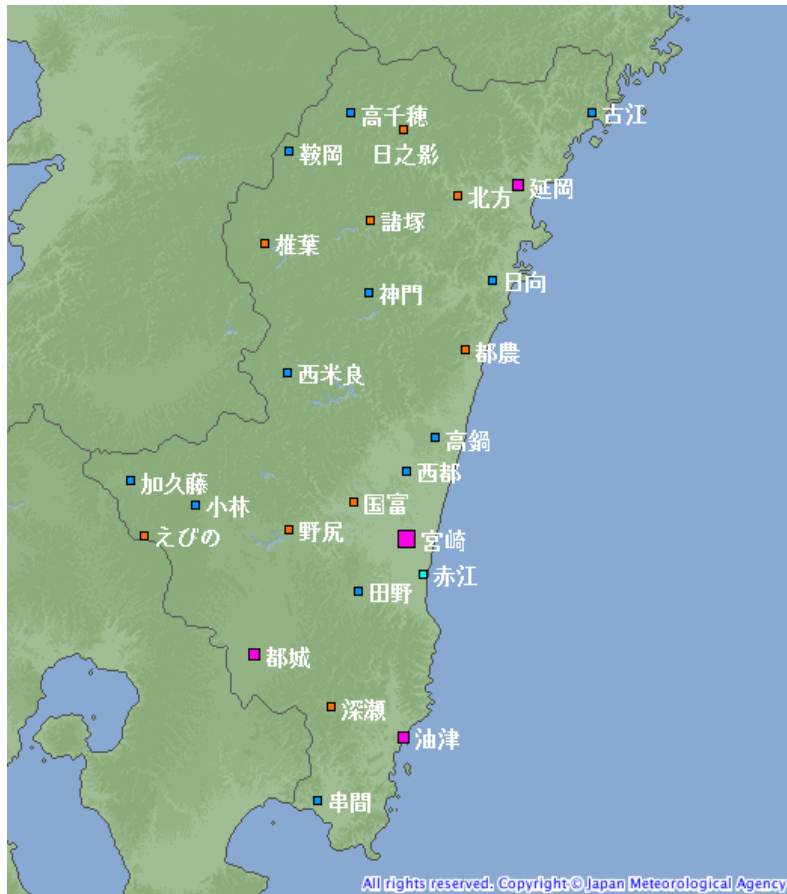 高千穂
古江
日之影
鞍岡
延岡
北方
諸塚
椎葉
日向
神門
都農
西米良
高鍋
西都
加久藤
国富
小林
野尻
えびの
宮崎
赤江
田野
都城
深瀬
油津
串間
All rights reserved. Copyright © Japan Meteorological Agency